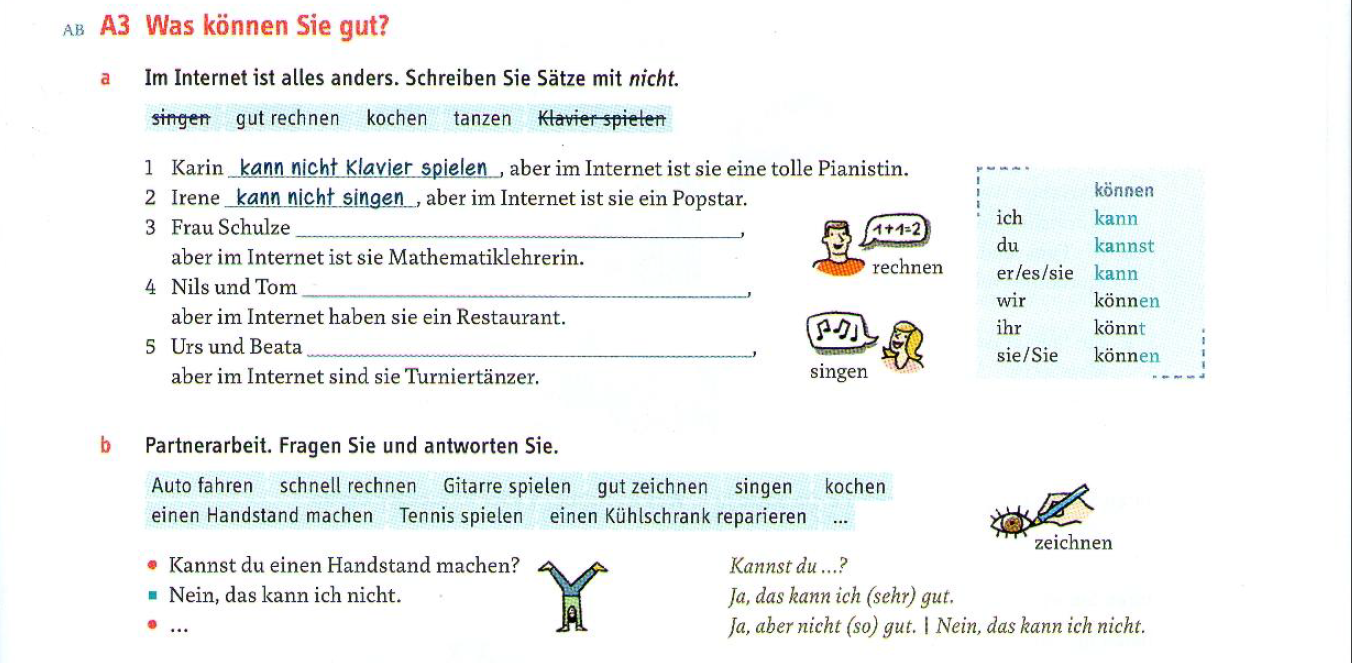 AB A3 Was können Sie gut?
a Im Internet ist alles anders. Schreiben Sie Sätze mit nicht.
singen gut rechnen kochen tanzen Klavier spielen
1 Karin kann nicht Klavier spielen, aber im Internet ist sie eine tolle Pianistin.
2 Irene kann nicht singen, aber im Internet ist sie ein Popstar.
3 Frau Schulze ,
aber im Internet ist sie Mathematiklehrerin.
4 Nils und Tom ,
aber im Internet haben sie ein Restaurant.
5 Urs und Beata ,
aber im Internet sind sie Turniertänzer.
1+1=2
rechnen
singen
können
ich kann
du kannst
er/es/sie kann
wir können
ihr könnt
sie/Sie können
b Partnerarbeit. Fragen Sie und antworten Sie.
Auto fahren schnell rechnen Gitarre spielen gut zeichnen singen kochen
einen Handstand machen Tennis spielen einen Kühlschrank reparieren ...
zeichnen
• Kannst du einen Handstand machen?
▪ Nein, das kann ich nicht.
• ...
Kannst du ...?
Ja, das kann ich (sehr) gut.
Ja, aber nicht (so) gut. | Nein, das kann ich nicht.